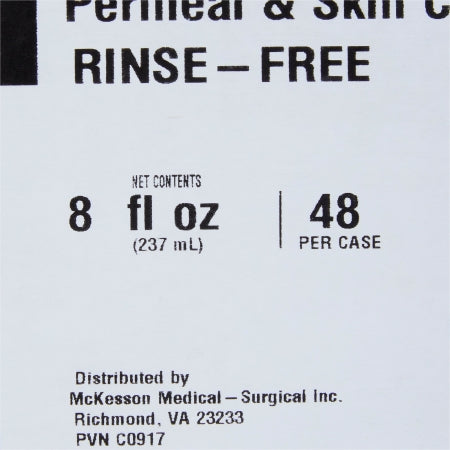 Perineal & Skin C
RINSE-FREE
NET CONTENTS
8 fl oz
(237 mL)
48
PER CASE
Distributed by
McKesson Medical-Surgical Inc.
Richmond, VA 23233
PVN C0917